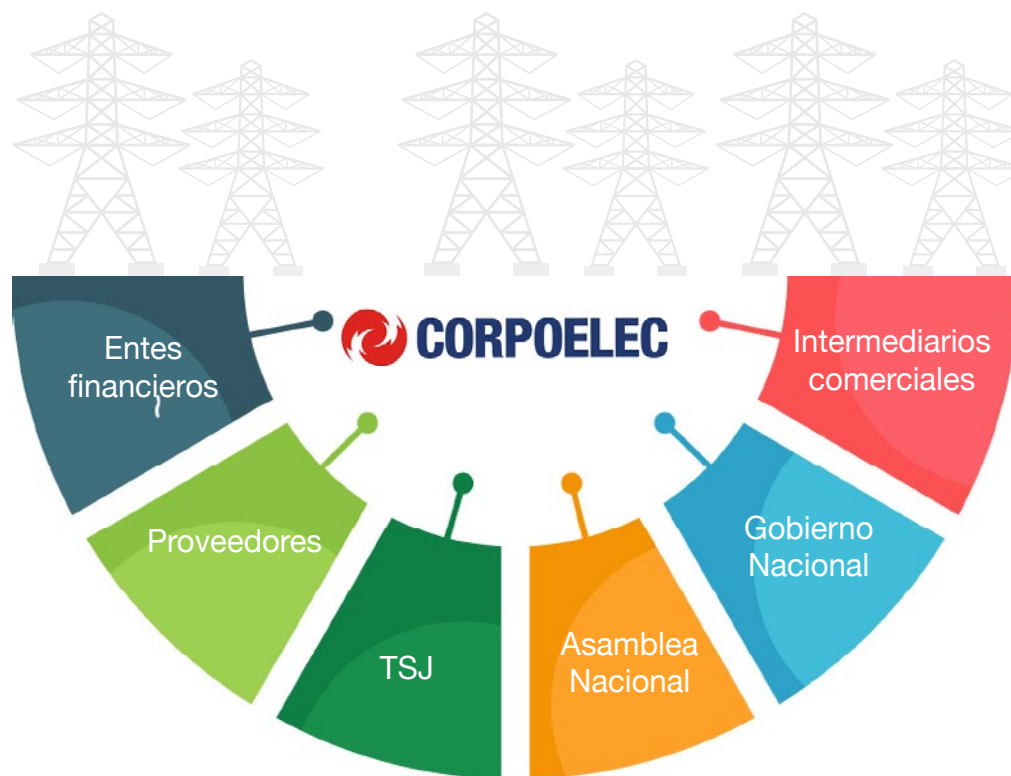 CORPOELEC
Entes
financieros
Intermediarios
comerciales
Proveedores
Gobierno
Nacional
TSJ
Asamblea
Nacional